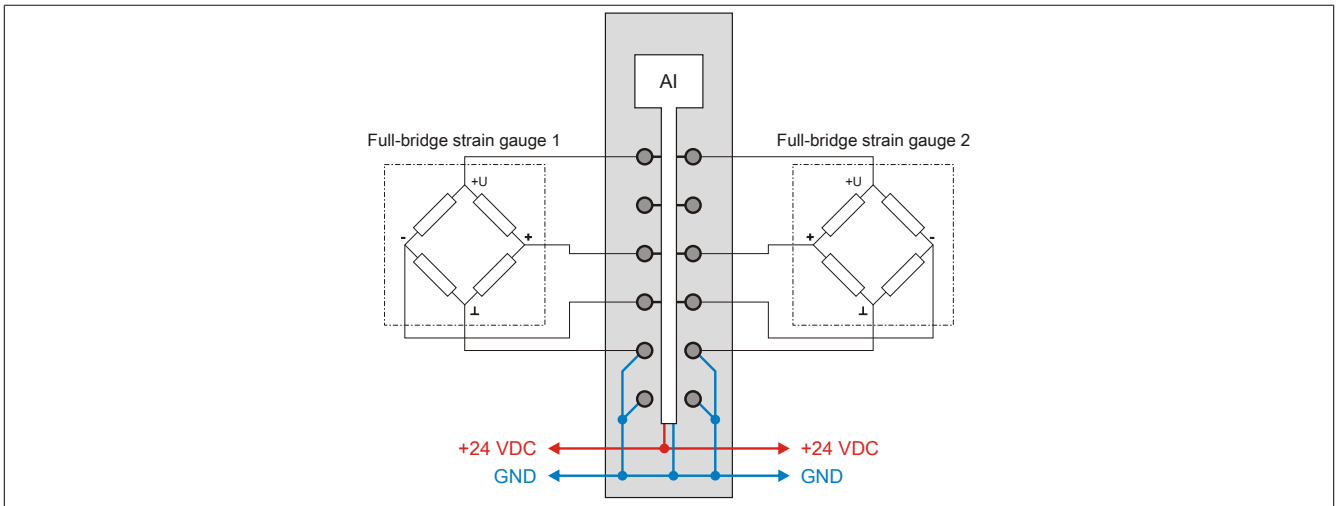 AI
Full-bridge strain gauge 1
Full-bridge strain gauge 2
+U
+U
-
+
+
-
⊥
⊥
+24 VDC
+24 VDC
GND
GND